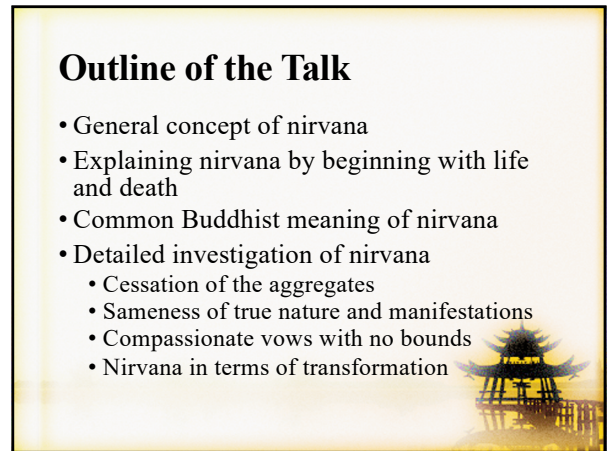 Outline of the Talk
• General concept of nirvana
• Explaining nirvana by beginning with life
and death
• Common Buddhist meaning of nirvana
• Detailed investigation of nirvana
• Cessation of the aggregates
• Sameness of true nature and manifestations
• Compassionate vows with no bounds
• Nirvana in terms of transformation